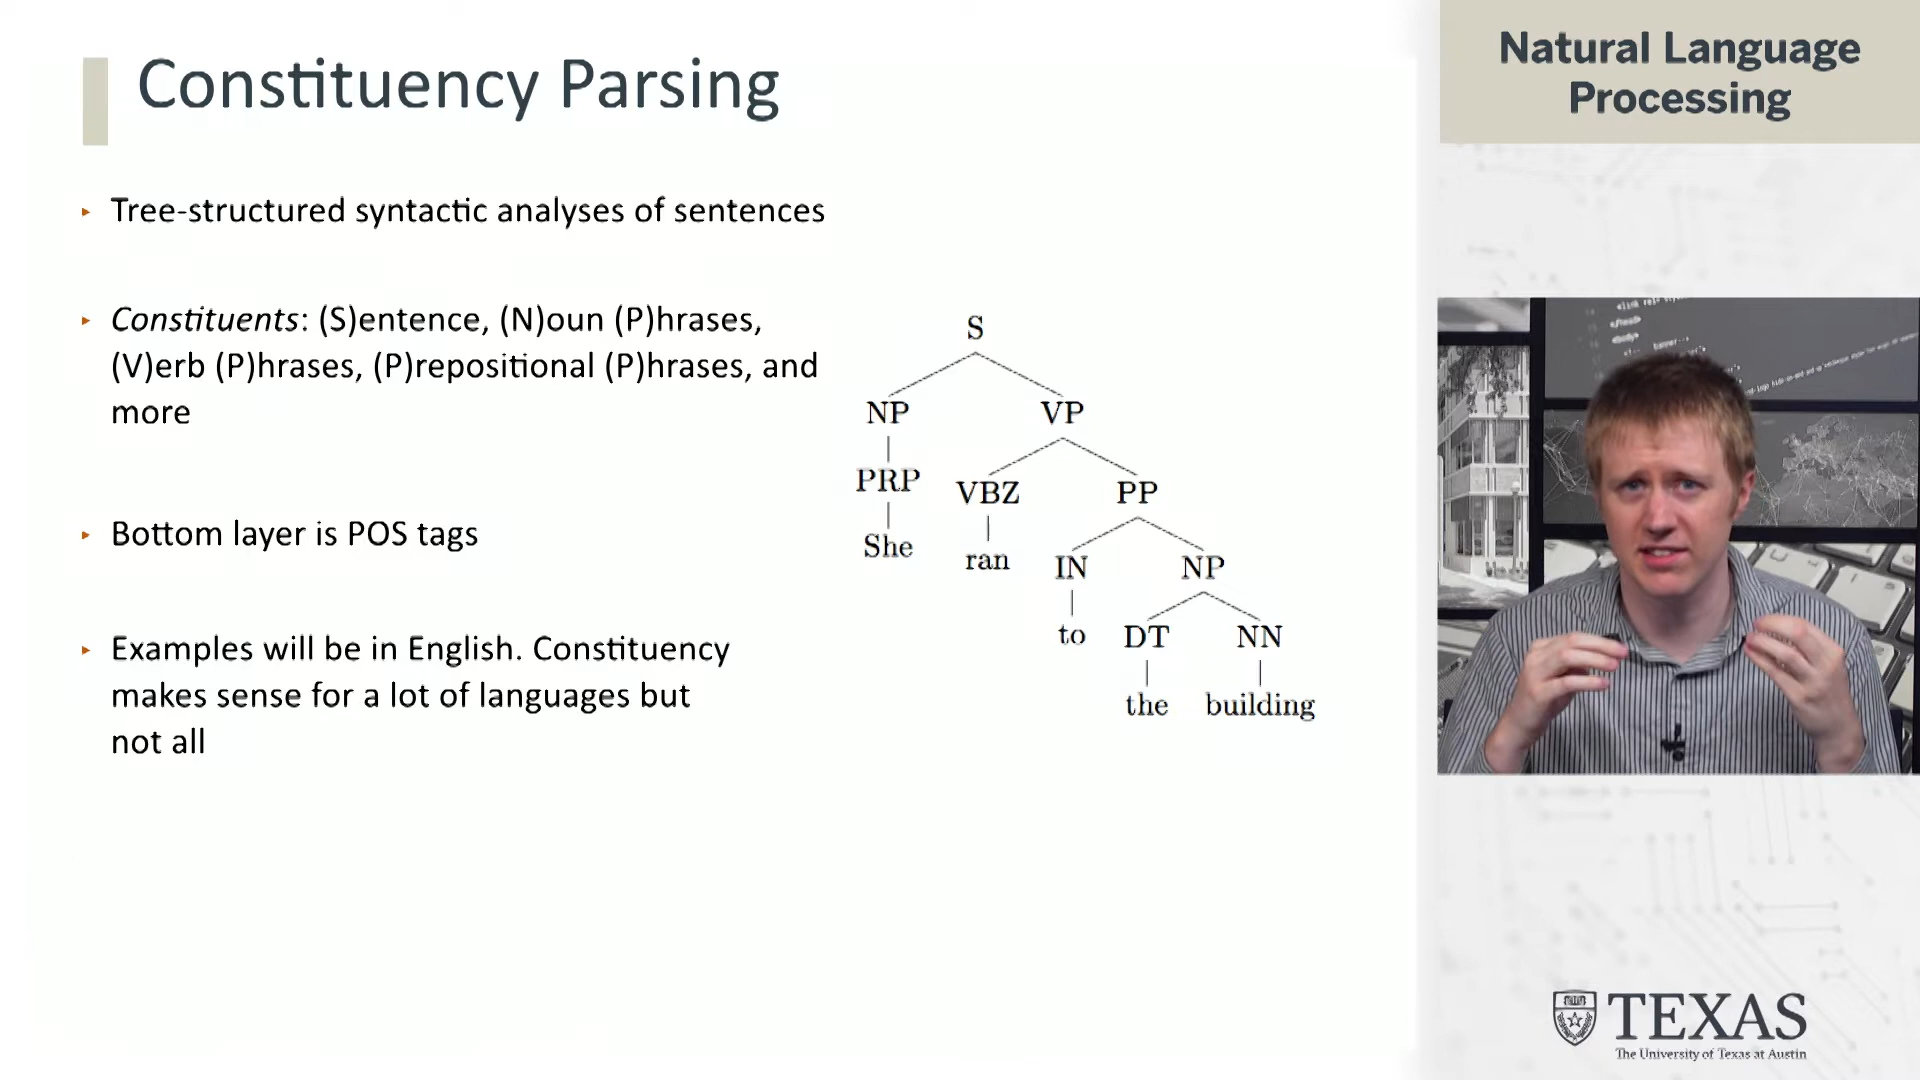 Constituency Parsing
Natural Language
Processing
Tree-structured syntactic analyses of sentences
Constituents: (S)entence, (N)oun (P)hrases,
(V)erb (P)hrases, (P)repositional (P)hrases, and
more
Bottom layer is POS tags
Examples will be in English. Constituency
makes sense for a lot of languages but
not all
S
NP VP
PRP VBZ PP
She ran IN NP
to DT NN
the building
TEXAS
The University of Texas at Austin